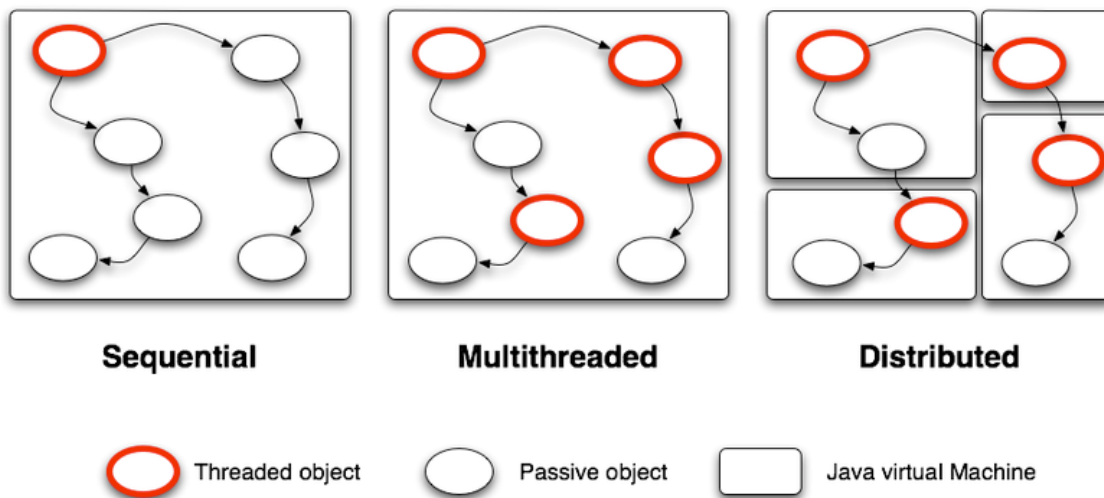 Sequential
Multithreaded
Distributed
Threaded object
Passive object
Java virtual Machine